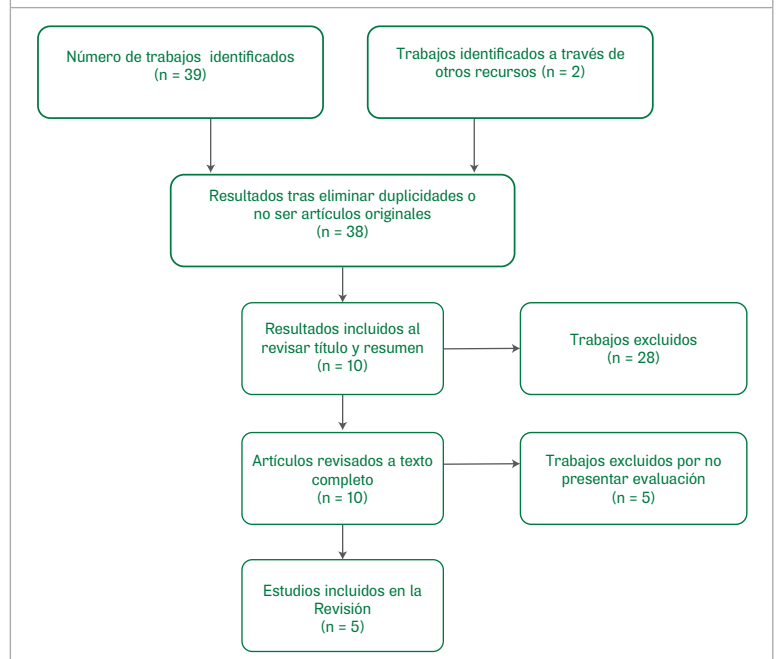 Número de trabajos identificados
(n = 39)
Trabajos identificados a través de
otros recursos (n = 2)
Resultados tras eliminar duplicidades o
no ser artículos originales
(n = 38)
Resultados incluidos al
revisar título y resumen
(n = 10)
Trabajos excluidos
(n = 28)
Artículos revisados a texto
completo
(n = 10)
Trabajos excluidos por no
presentar evaluación
(n = 5)
Estudios incluidos en la
Revisión
(n = 5)